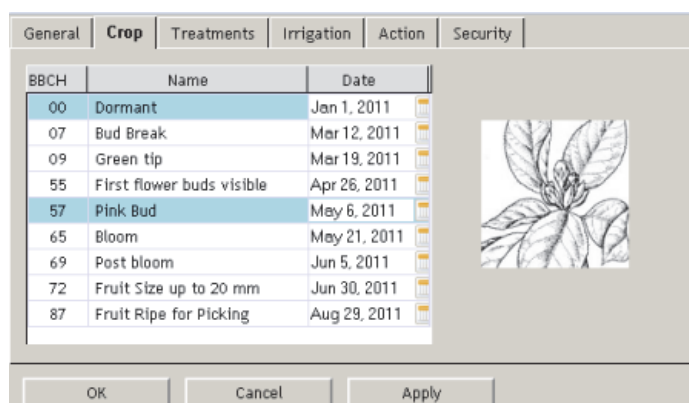 General Crop Treatments Irrigation Action Security
BBCH Name Date
00 Dormant Jan 1, 2011
07 Bud Break Mar 12, 2011
09 Green tip Mar 19, 2011
55 First flower buds visible Apr 26, 2011
57 Pink Bud May 6, 2011
65 Bloom May 21, 2011
69 Post bloom Jun 5, 2011
72 Fruit Size up to 20 mm Jun 30, 2011
87 Fruit Ripe for Picking Aug 29, 2011
OK Cancel Apply